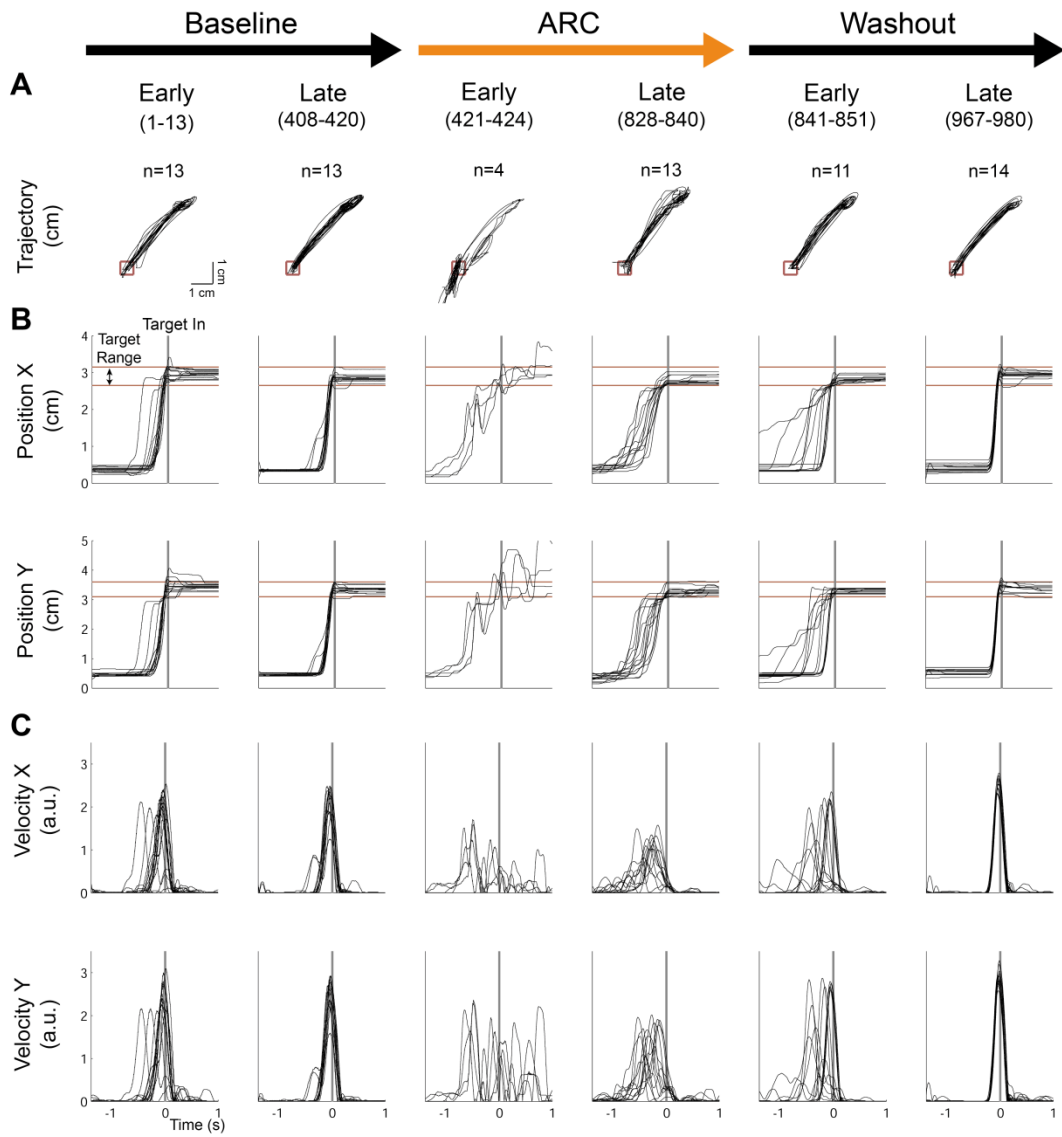 Baseline ARC Washout
A
Early Late Early Late Early Late
(1-13) (408-420) (421-424) (828-840) (841-851) (967-980)
n=13 n=13 n=4 n=13 n=11 n=14
Trajectory
(cm)
1 cm
1 cm
B
Target In
Target
Range
Position X
(cm)
4
3
2
1
0
Position Y
(cm)
5
4
3
2
1
0
C
Velocity X
(a.u.)
3
2
1
0
Velocity Y
(a.u.)
3
2
1
0
-1 0 1 -1 0 1 -1 0 1 -1 0 1 -1 0 1 -1 0 1
Time (s)